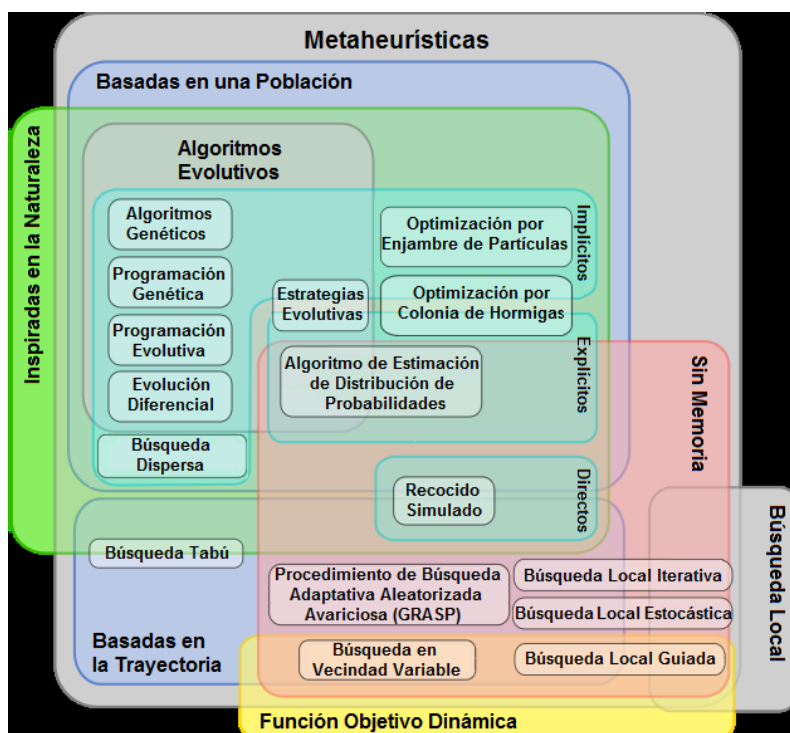 Metaheurísticas
Basadas en una Población
Inspiradas en la Naturaleza
Algoritmos
Evolutivos
Algoritmos
Genéticos
Programación
Genética
Programación
Evolutiva
Evolución
Diferencial
Búsqueda
Dispersa
Estrategias
Evolutivas
Optimización por
Enjambre de Partículas
Optimización por
Colonia de Hormigas
Implícitos
Algoritmo de Estimación
de Distribución de
Probabilidades
Explícitos
Sin Memoria
Recocido
Simulado
Directos
Búsqueda Tabú
Procedimiento de Búsqueda
Adaptativa Aleatorizada
Avariciosa (GRASP)
Búsqueda Local Iterativa
Búsqueda Local Estocástica
Búsqueda Local
Basadas en
la Trayectoria
Búsqueda en
Vecindad Variable
Búsqueda Local Guiada
Función Objetivo Dinámica